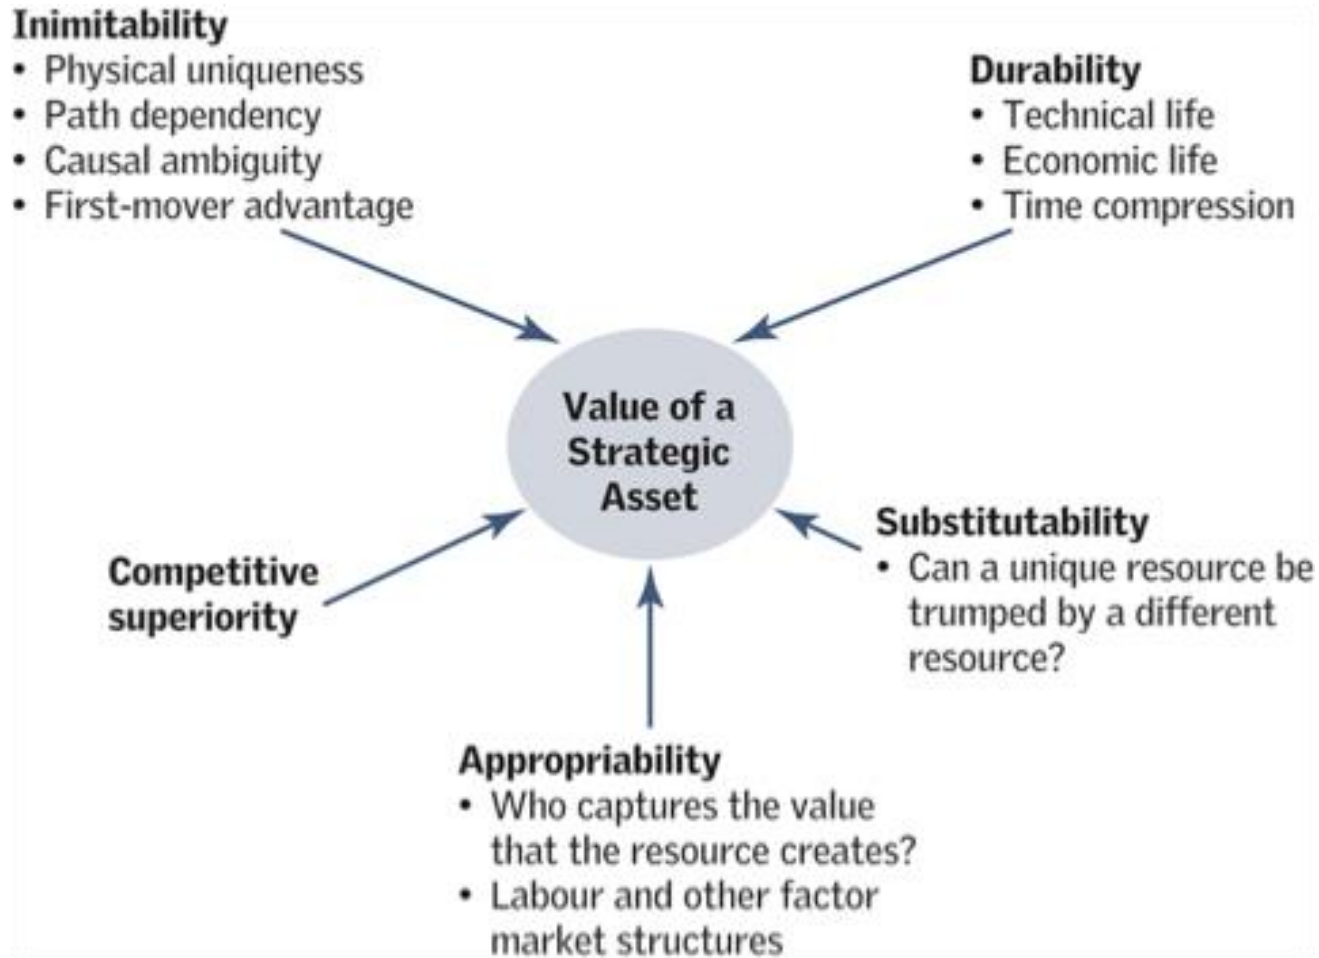 Inimitability
• Physical uniqueness
• Path dependency
• Causal ambiguity
• First-mover advantage
Durability
• Technical life
• Economic life
• Time compression
Value of a
Strategic
Asset
Competitive
superiority
Substitutability
• Can a unique resource be
trumped by a different
resource?
Appropriability
• Who captures the value
that the resource creates?
• Labour and other factor
market structures